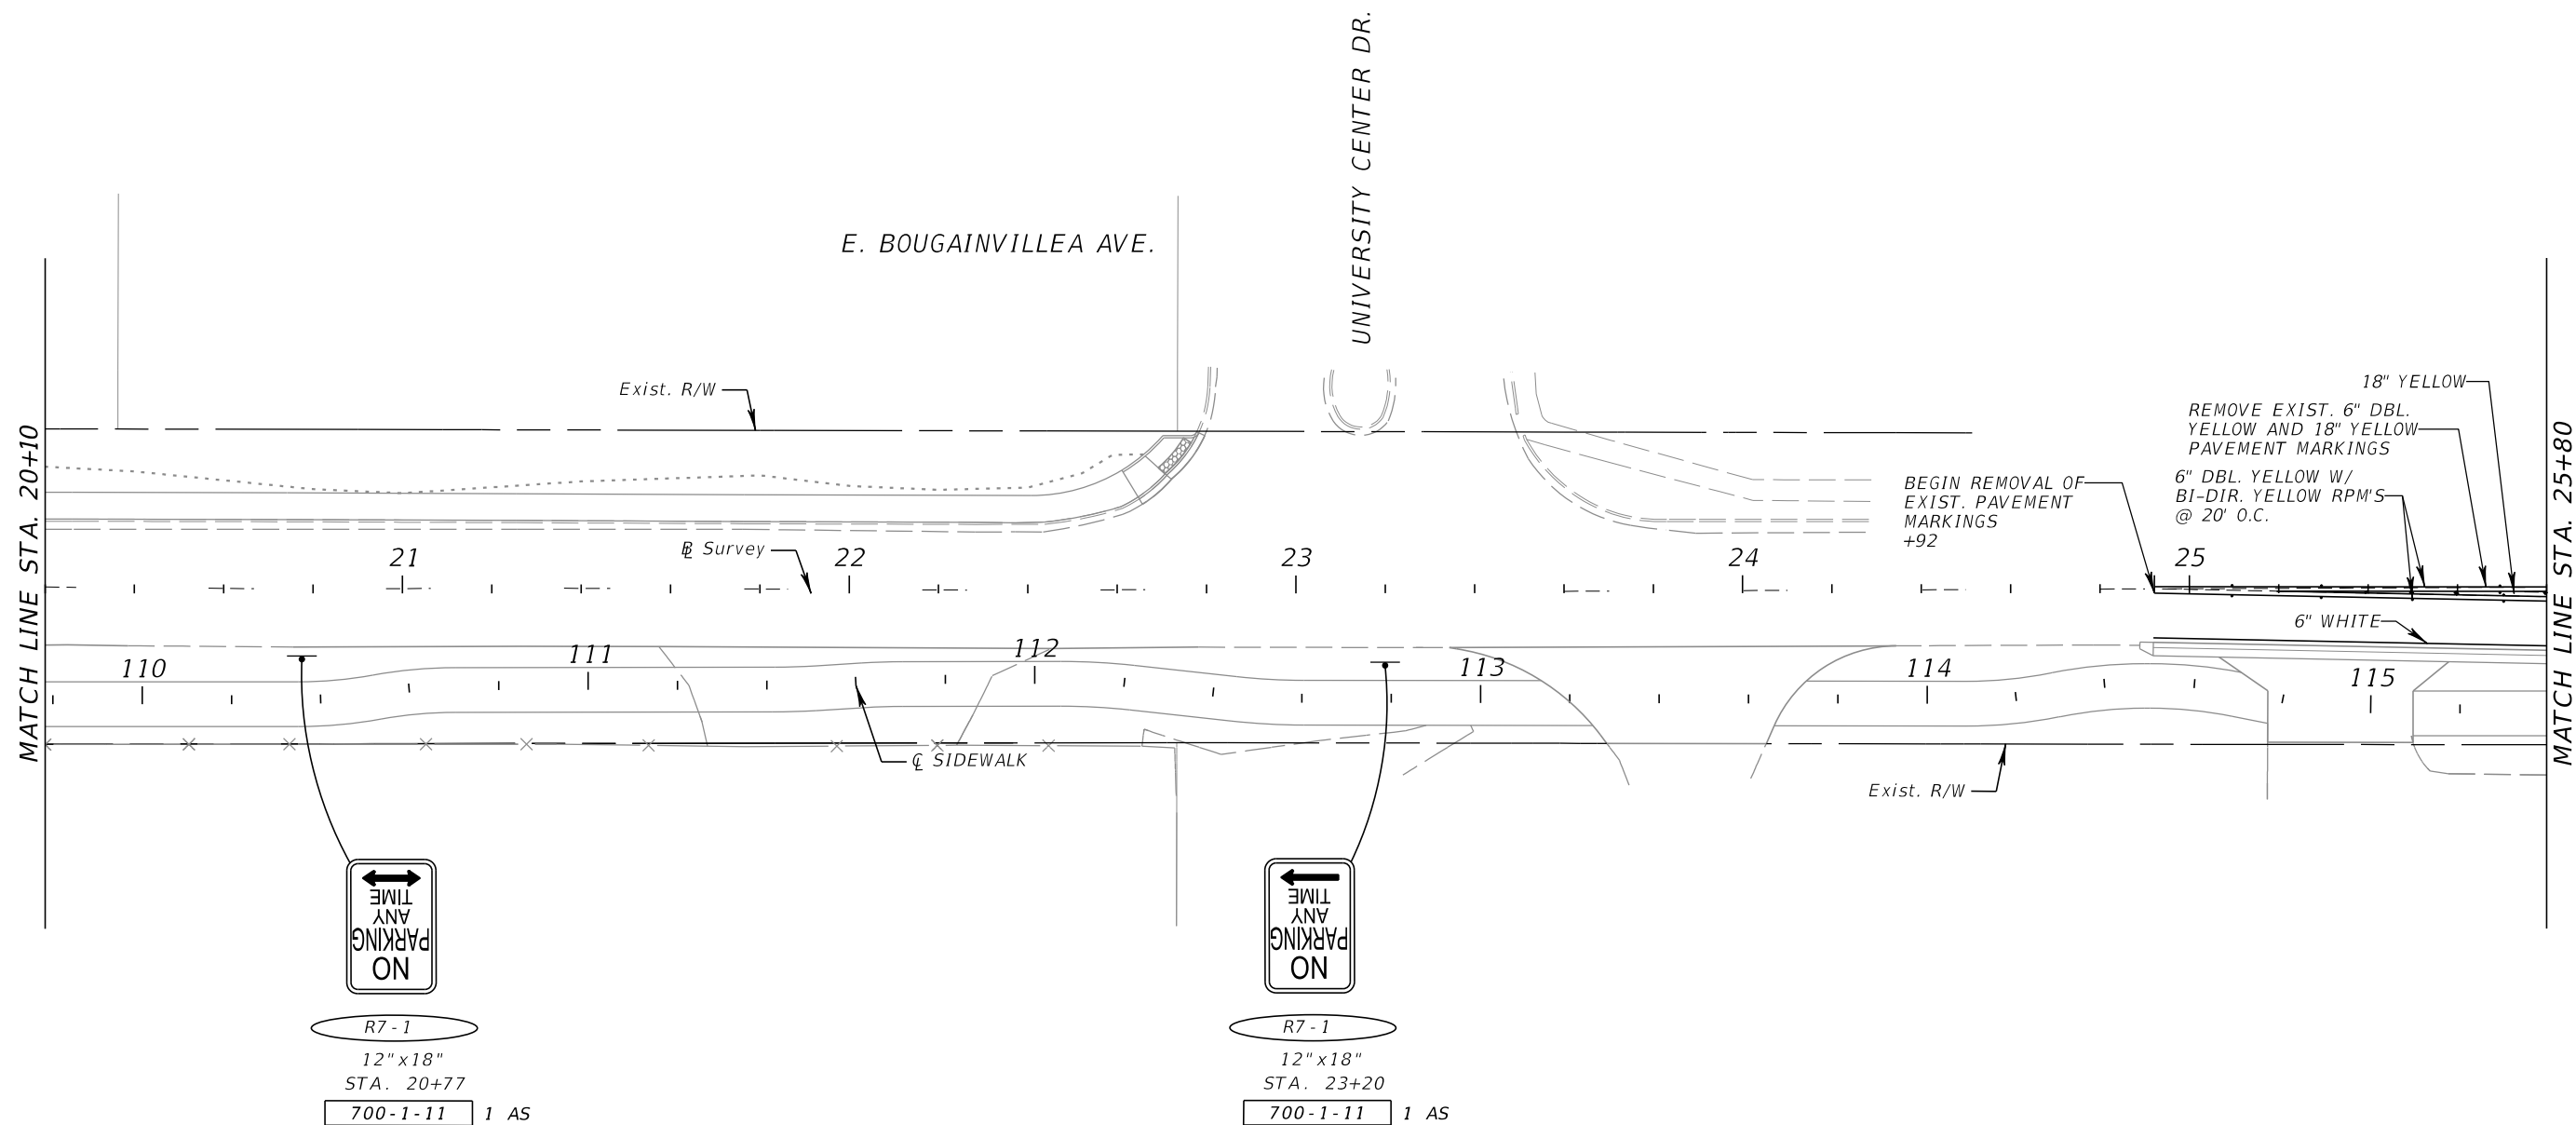 UNIVERSITY CENTER DR.
E. BOUGAINVILLEA AVE.
Exist. R/W
18" YELLOW
REMOVE EXIST. 6" DBL.
YELLOW AND 18" YELLOW
PAVEMENT MARKINGS
6" DBL. YELLOW W/
BI-DIR. YELLOW RPM'S
@ 20' O.C.
BEGIN REMOVAL OF
EXIST. PAVEMENT
MARKINGS
+92
MATCH LINE STA. 20+10
MATCH LINE STA. 25+80
℄ Survey
21
22
23
24
25
6" WHITE
110
111
112
113
114
115
℄ SIDEWALK
Exist. R/W
NO
PARKING
ANY
TIME
R7-1
12"x18"
STA. 20+77
700-1-11 1 AS
NO
PARKING
ANY
TIME
R7-1
12"x18"
STA. 23+20
700-1-11 1 AS